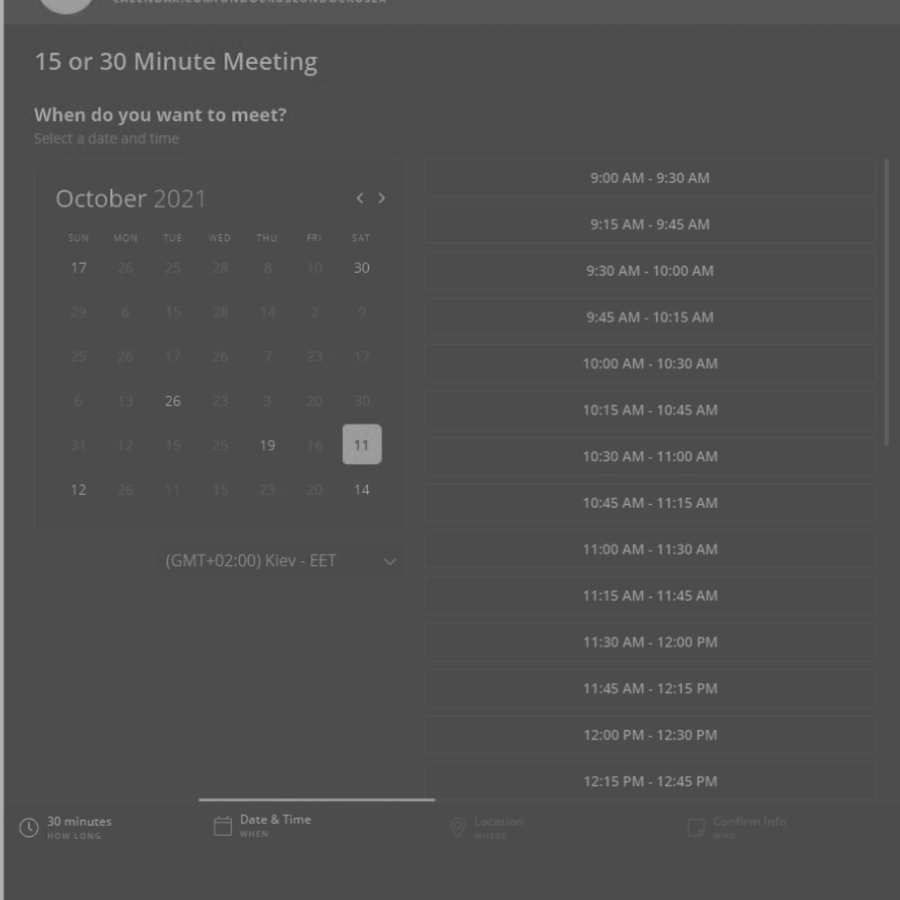 15 or 30 Minute Meeting
When do you want to meet?
Select a date and time
October 2021
SUN MON TUE WED THU FRI SAT
17 26 25 28 8 10 30
29 6 15 28 14 2 9
25 26 17 26 7 23 17
6 13 26 23 3 20 30
31 12 15 25 19 16 11
12 26 11 15 23 20 14
(GMT+02:00) Kiev - EET
9:00 AM - 9:30 AM
9:15 AM - 9:45 AM
9:30 AM - 10:00 AM
9:45 AM - 10:15 AM
10:00 AM - 10:30 AM
10:15 AM - 10:45 AM
10:30 AM - 11:00 AM
10:45 AM - 11:15 AM
11:00 AM - 11:30 AM
11:15 AM - 11:45 AM
11:30 AM - 12:00 PM
11:45 AM - 12:15 PM
12:00 PM - 12:30 PM
12:15 PM - 12:45 PM
30 minutes
HOW LONG
Date & Time
WHEN
Location
WHERE
Confirm Info
WHO